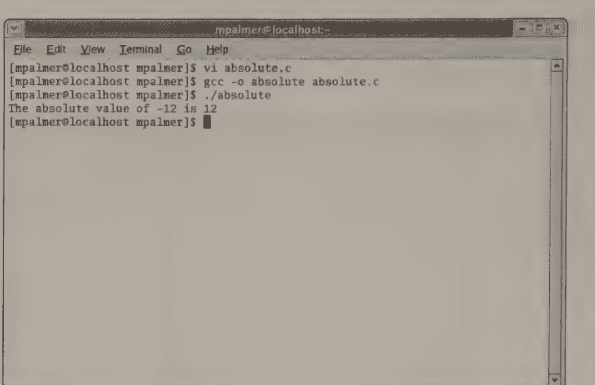 mpalmer@localhost:~
File Edit View Terminal Go Help
[mpalmer@localhost mpalmer]$ vi absolute.c
[mpalmer@localhost mpalmer]$ gcc -o absolute absolute.c
[mpalmer@localhost mpalmer]$ ./absolute
The absolute value of -12 is 12
[mpalmer@localhost mpalmer]$